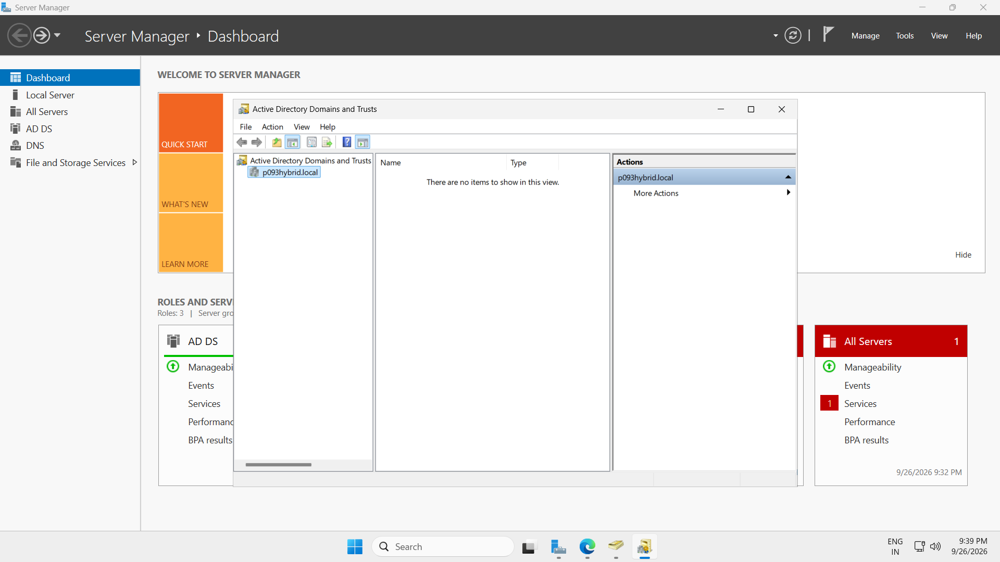 Server Manager
Server Manager • Dashboard
Manage Tools View Help
Dashboard
Local Server
All Servers
AD DS
DNS
File and Storage Services
WELCOME TO SERVER MANAGER
QUICK START
WHAT'S NEW
LEARN MORE
Hide
Active Directory Domains and Trusts
File Action View Help
Active Directory Domains and Trusts
p093hybrid.local
Name Type
There are no items to show in this view.
Actions
p093hybrid.local
More Actions
ROLES AND SERV
Roles: 3 | Server gro
AD DS
Manageabi
Events
Services
Performanc
BPA results
All Servers 1
Manageability
Events
1 Services
Performance
BPA results
9/26/2026 9:32 PM
Search
ENG
IN
9:39 PM
9/26/2026